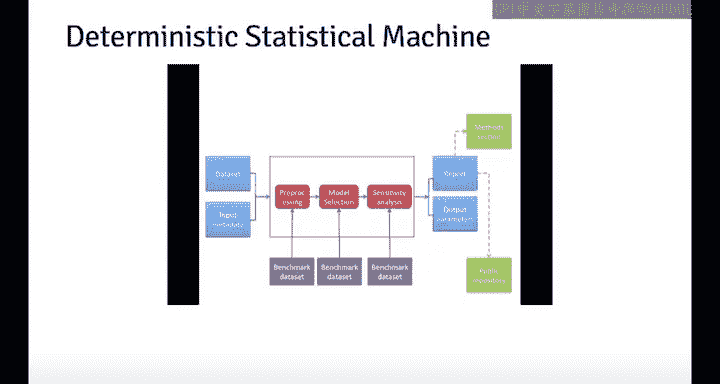 Deterministic Statistical Machine
Dataset
Input
metadata
Preproc
essing
Model
Selection
Sensitivity
analysis
Benchmark
dataset
Benchmark
dataset
Benchmark
dataset
Report
Output
parameters
Methods
Public
repository